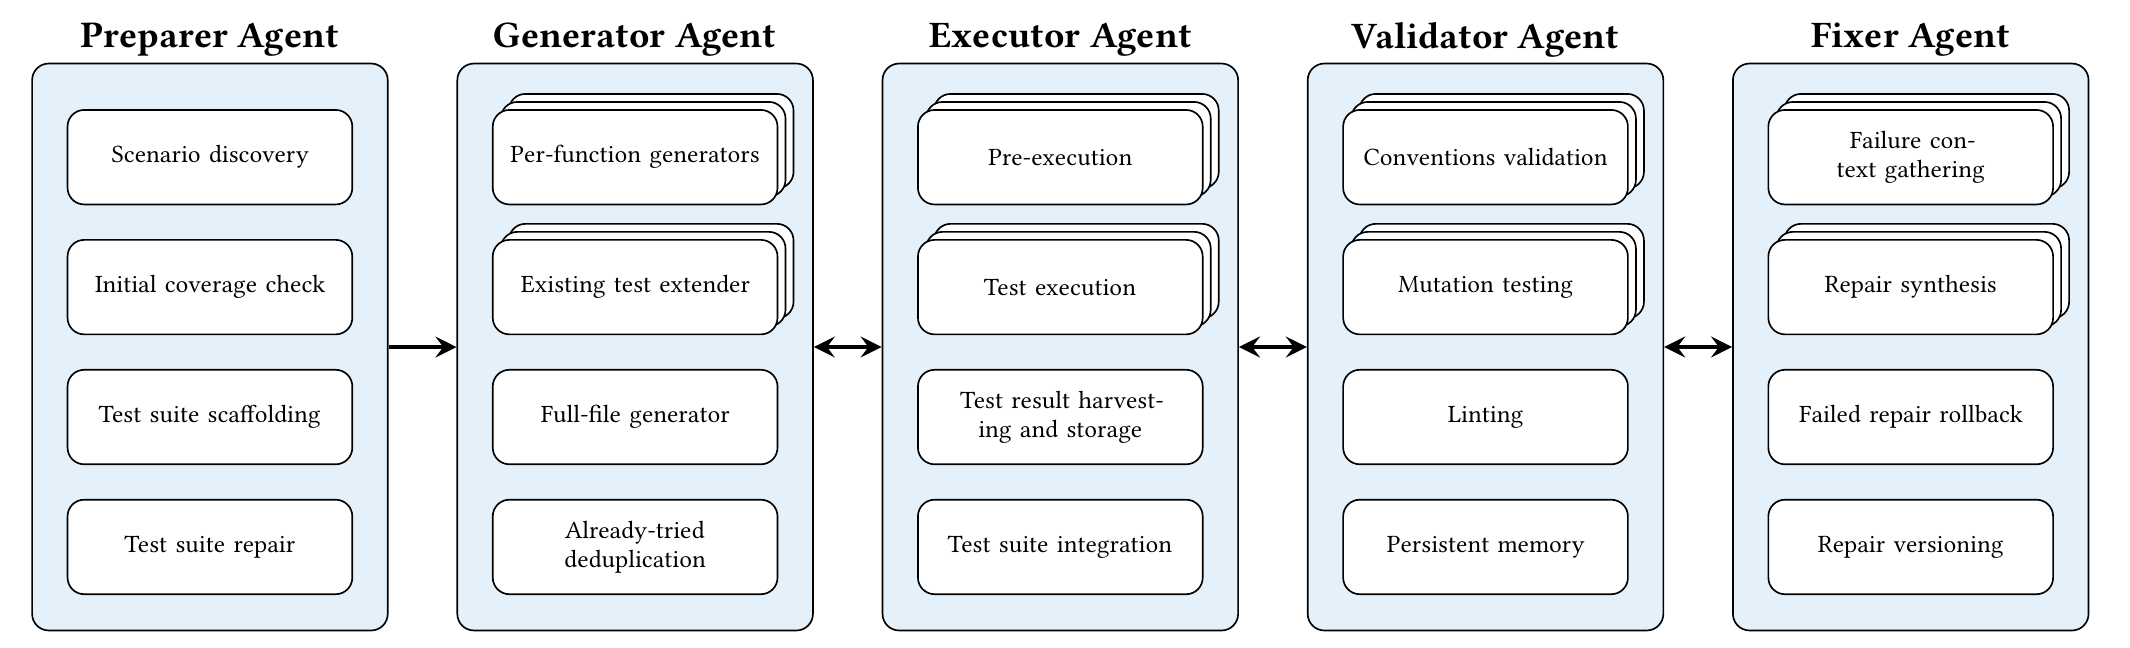 Preparer Agent
Scenario discovery
Initial coverage check
Test suite scaffolding
Test suite repair
Generator Agent
Per-function generators
Existing test extender
Full-file generator
Already-tried
deduplication
Executor Agent
Pre-execution
Test execution
Test result harvest-
ing and storage
Test suite integration
Validator Agent
Conventions validation
Mutation testing
Linting
Persistent memory
Fixer Agent
Failure con-
text gathering
Repair synthesis
Failed repair rollback
Repair versioning